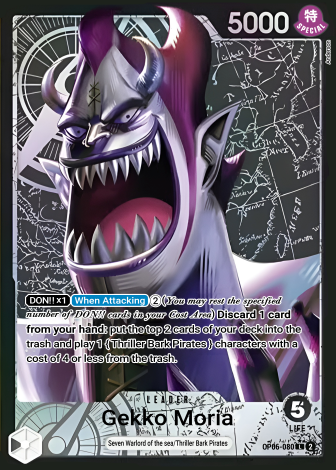 5000
特
SPECIAL
DON!! ×1 When Attacking ② (You may rest the specified
number of DON!! cards in your Cost Area) Discard 1 card
from your hand: put the top 2 cards of your deck into the
trash and play 1 {Thriller Bark Pirates} characters with a
cost of 4 or less from the trash.
LEADER
Gekko Moria
Seven Warlord of the sea/Thriller Bark Pirates
5
LIFE
OP06-080 L 2